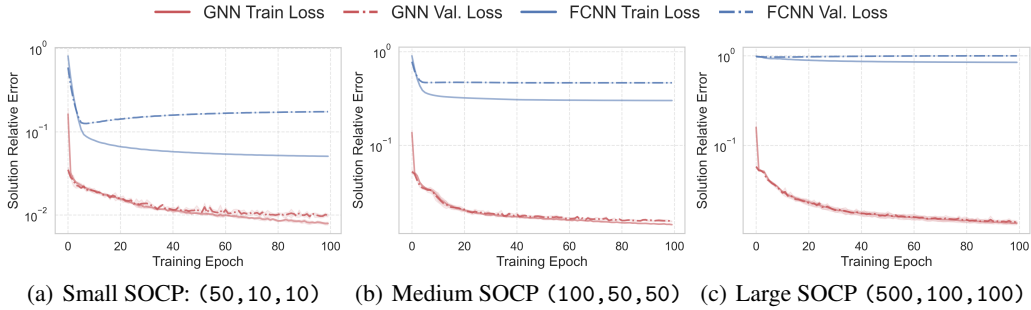 GNN Train Loss GNN Val. Loss FCNN Train Loss FCNN Val. Loss
Solution Relative Error
10^0
10^{-1}
10^{-2}
0 20 40 60 80 100
Training Epoch
(a) Small SOCP: (50,10,10)
Solution Relative Error
10^0
10^{-1}
0 20 40 60 80 100
Training Epoch
(b) Medium SOCP (100,50,50)
Solution Relative Error
10^0
10^{-1}
0 20 40 60 80 100
Training Epoch
(c) Large SOCP (500,100,100)